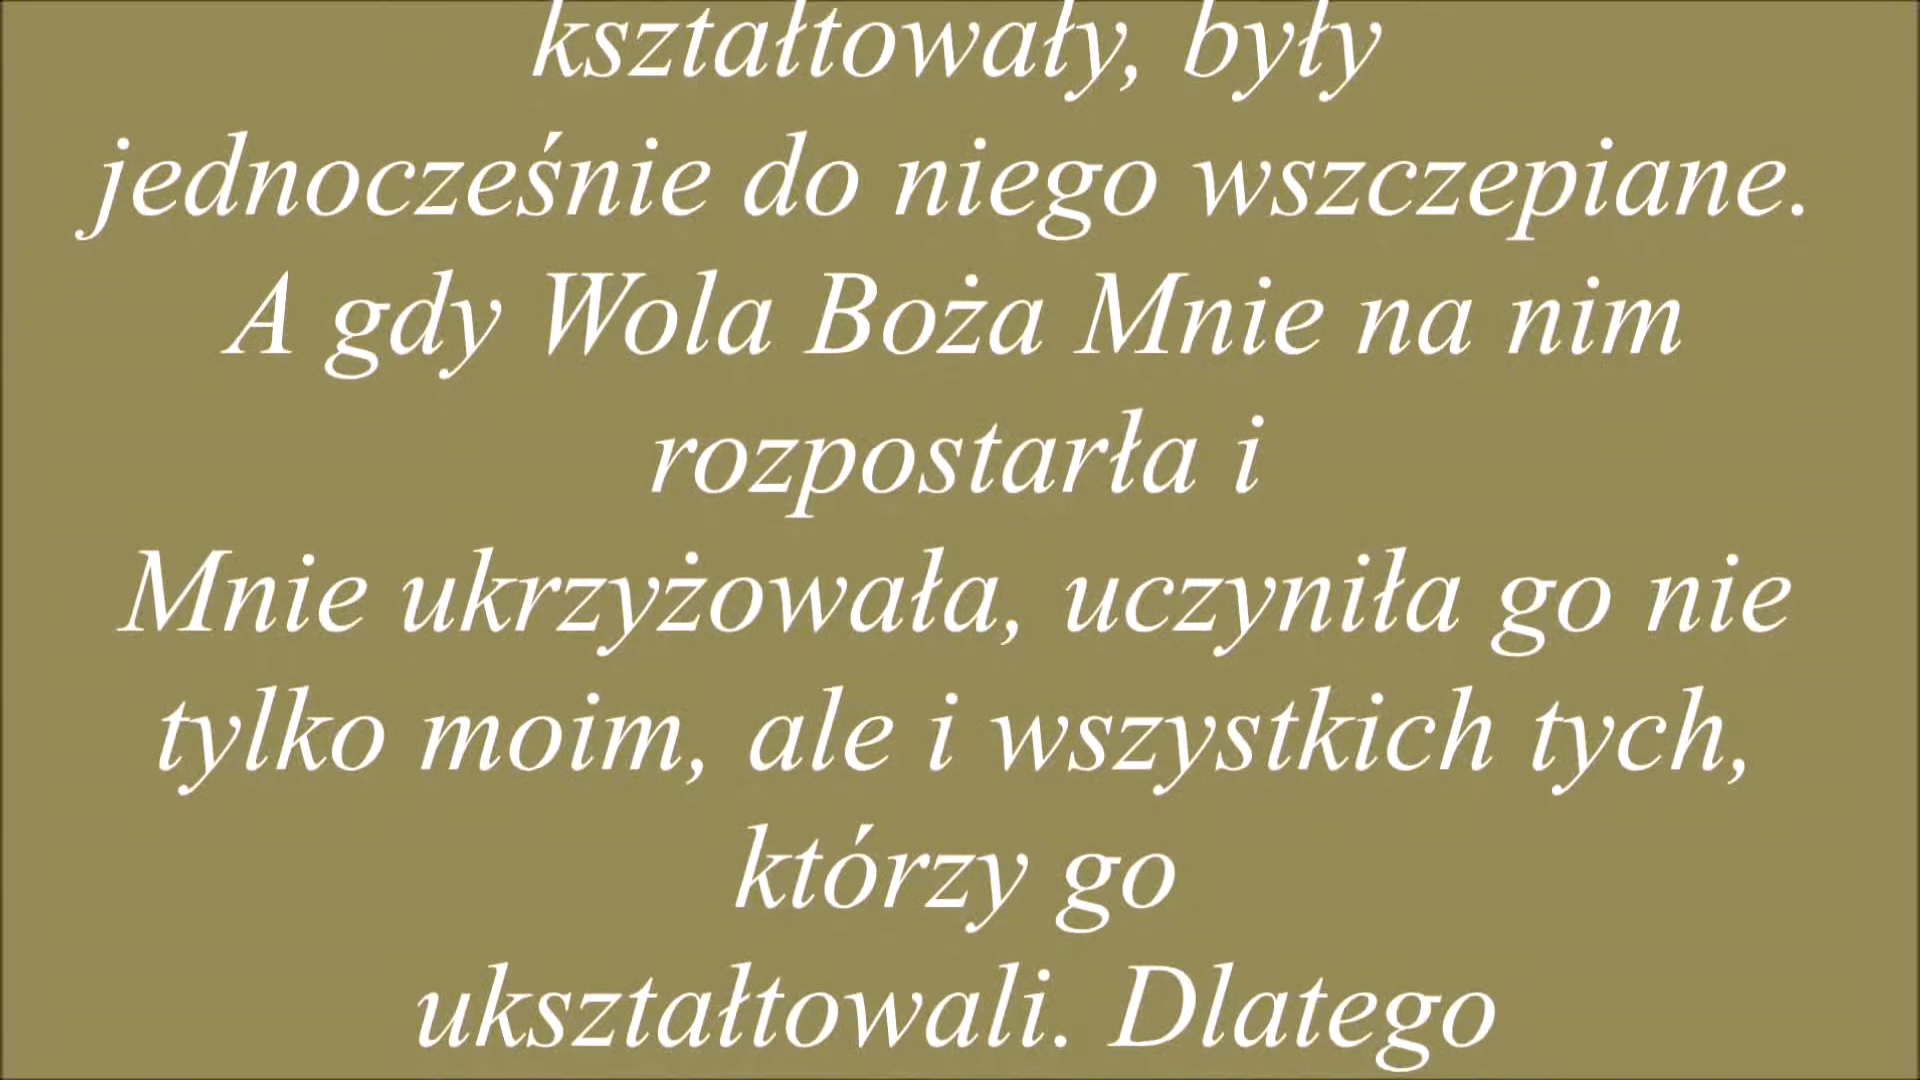 kształtowały, były
jednocześnie do niego wszczepiane.
A gdy Wola Boża Mnie na nim
rozpostarła i
Mnie ukrzyżowała, uczyniła go nie
tylko moim, ale i wszystkich tych,
którzy go
ukształtowali. Dlatego